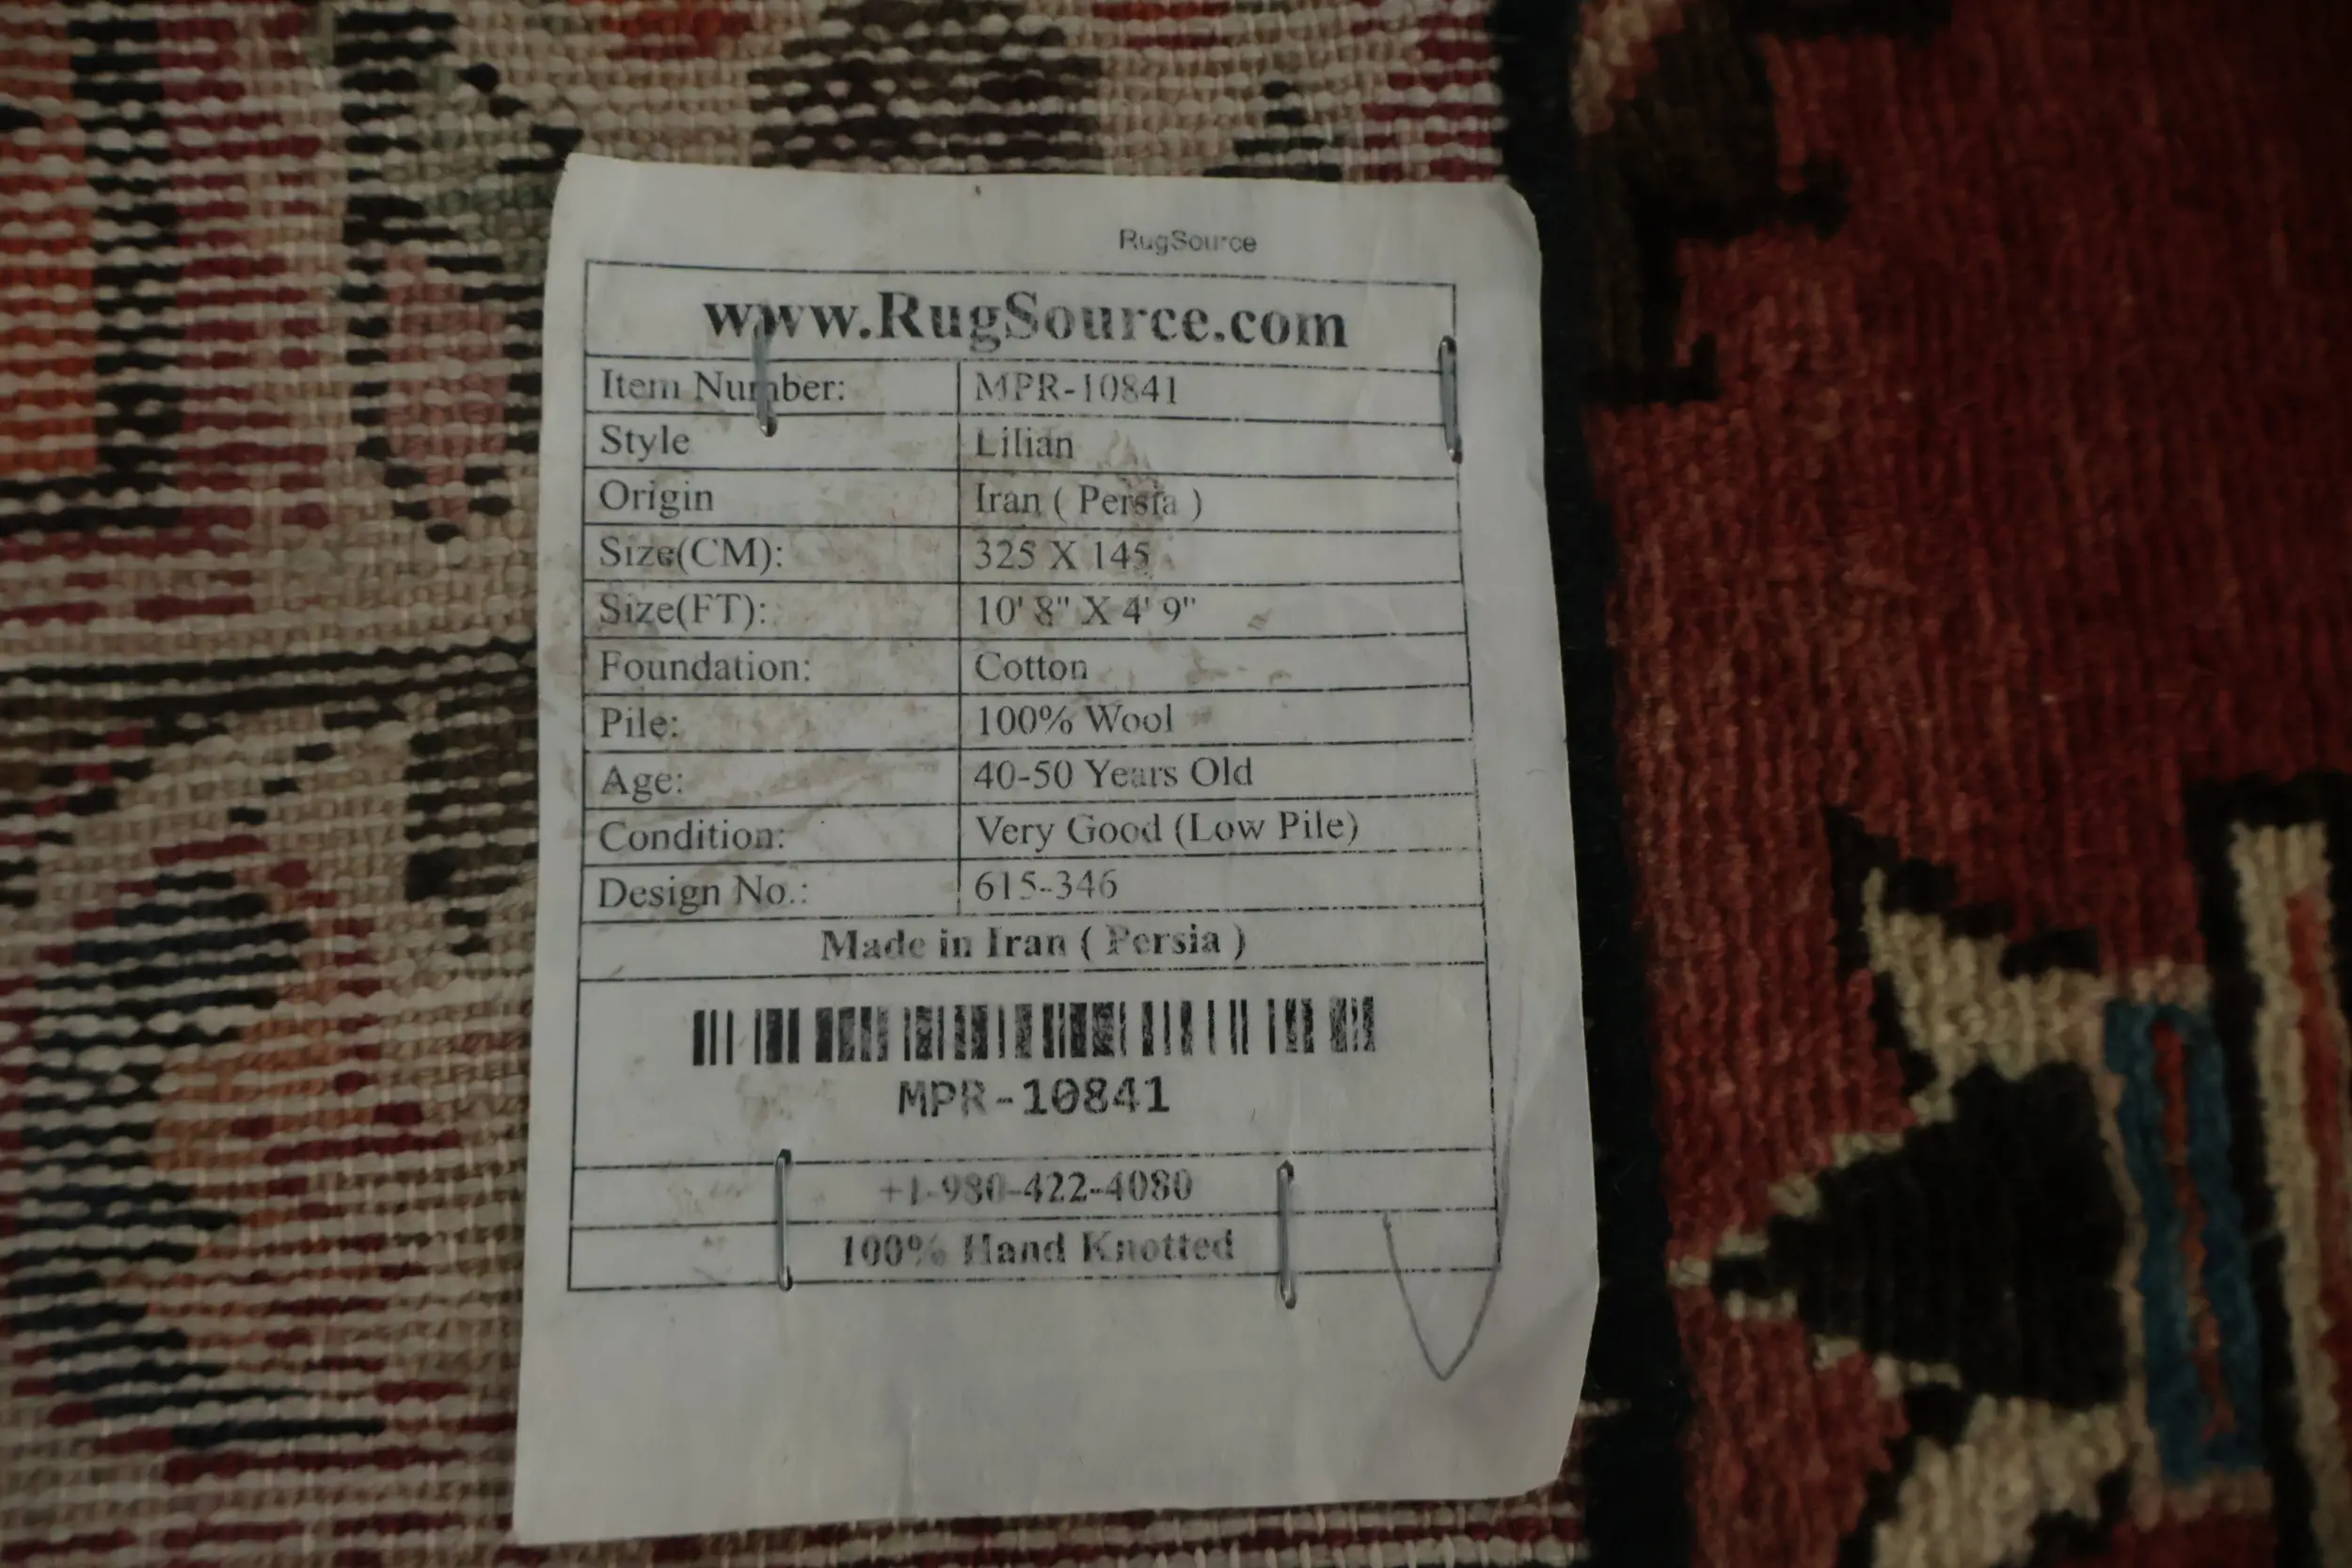 RugSource
www.RugSource.com
Item Number: MPR-10841
Style Lilian
Origin Iran ( Persia )
Size(CM): 325 X 145
Size(FT): 10' 8" X 4' 9"
Foundation: Cotton
Pile: 100% Wool
Age: 40-50 Years Old
Condition: Very Good (Low Pile)
Design No.: 615-346
Made in Iran ( Persia )
MPR-10841
+1-980-422-4080
100% Hand Knotted